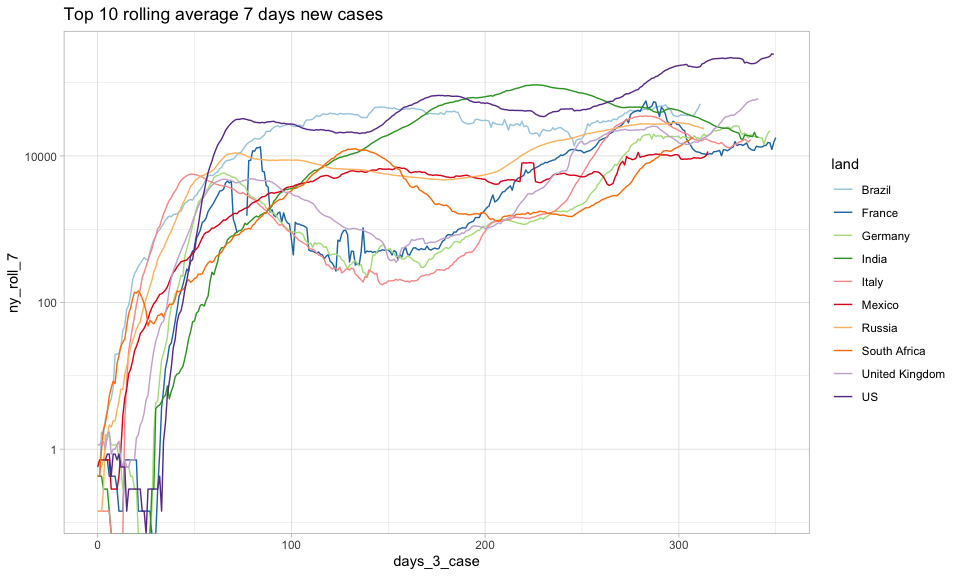 Top 10 rolling average 7 days new cases
ny_roll_7
10000
100
1
0
100
200
300
days_3_case
land
Brazil
France
Germany
India
Italy
Mexico
Russia
South Africa
United Kingdom
US